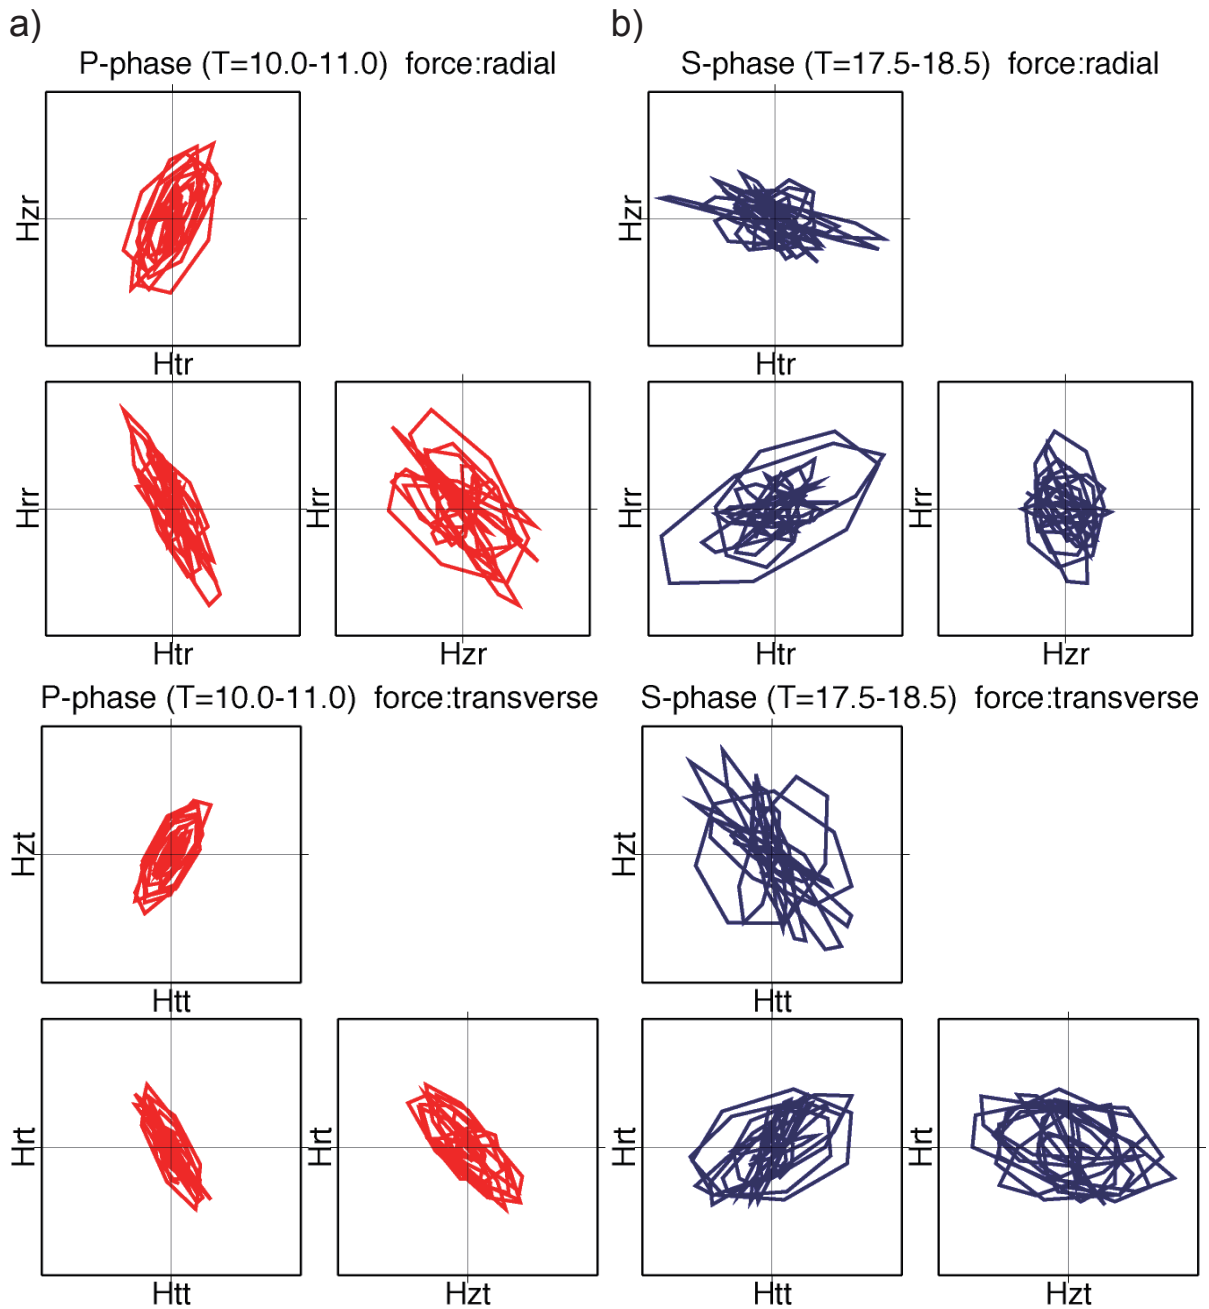 a)
b)
P-phase (T=10.0-11.0) force:radial
S-phase (T=17.5-18.5) force:radial
Hzr
Hzr
Htr
Htr
Hrr
Hrr
Hrr
Hrr
Htr
Hzr
Htr
Hzr
P-phase (T=10.0-11.0) force:transverse
S-phase (T=17.5-18.5) force:transverse
Hzt
Hzt
Htt
Htt
Hrt
Hrt
Hrt
Hrt
Htt
Hzt
Htt
Hzt